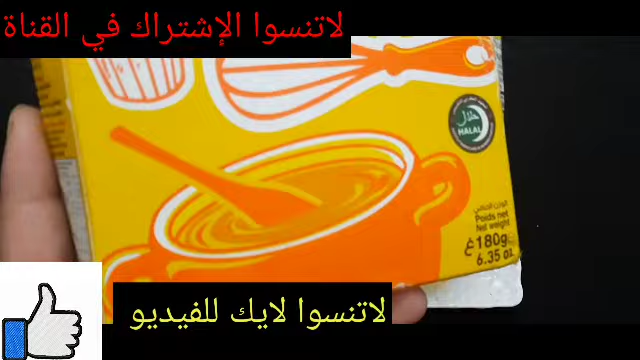 لاتنسوا الإشتراك في القناة
حلال
HALAL
الوزن الصافي
Poids net
Net weight
180g غ
6.35 oz
لاتنسوا لايك للفيديو